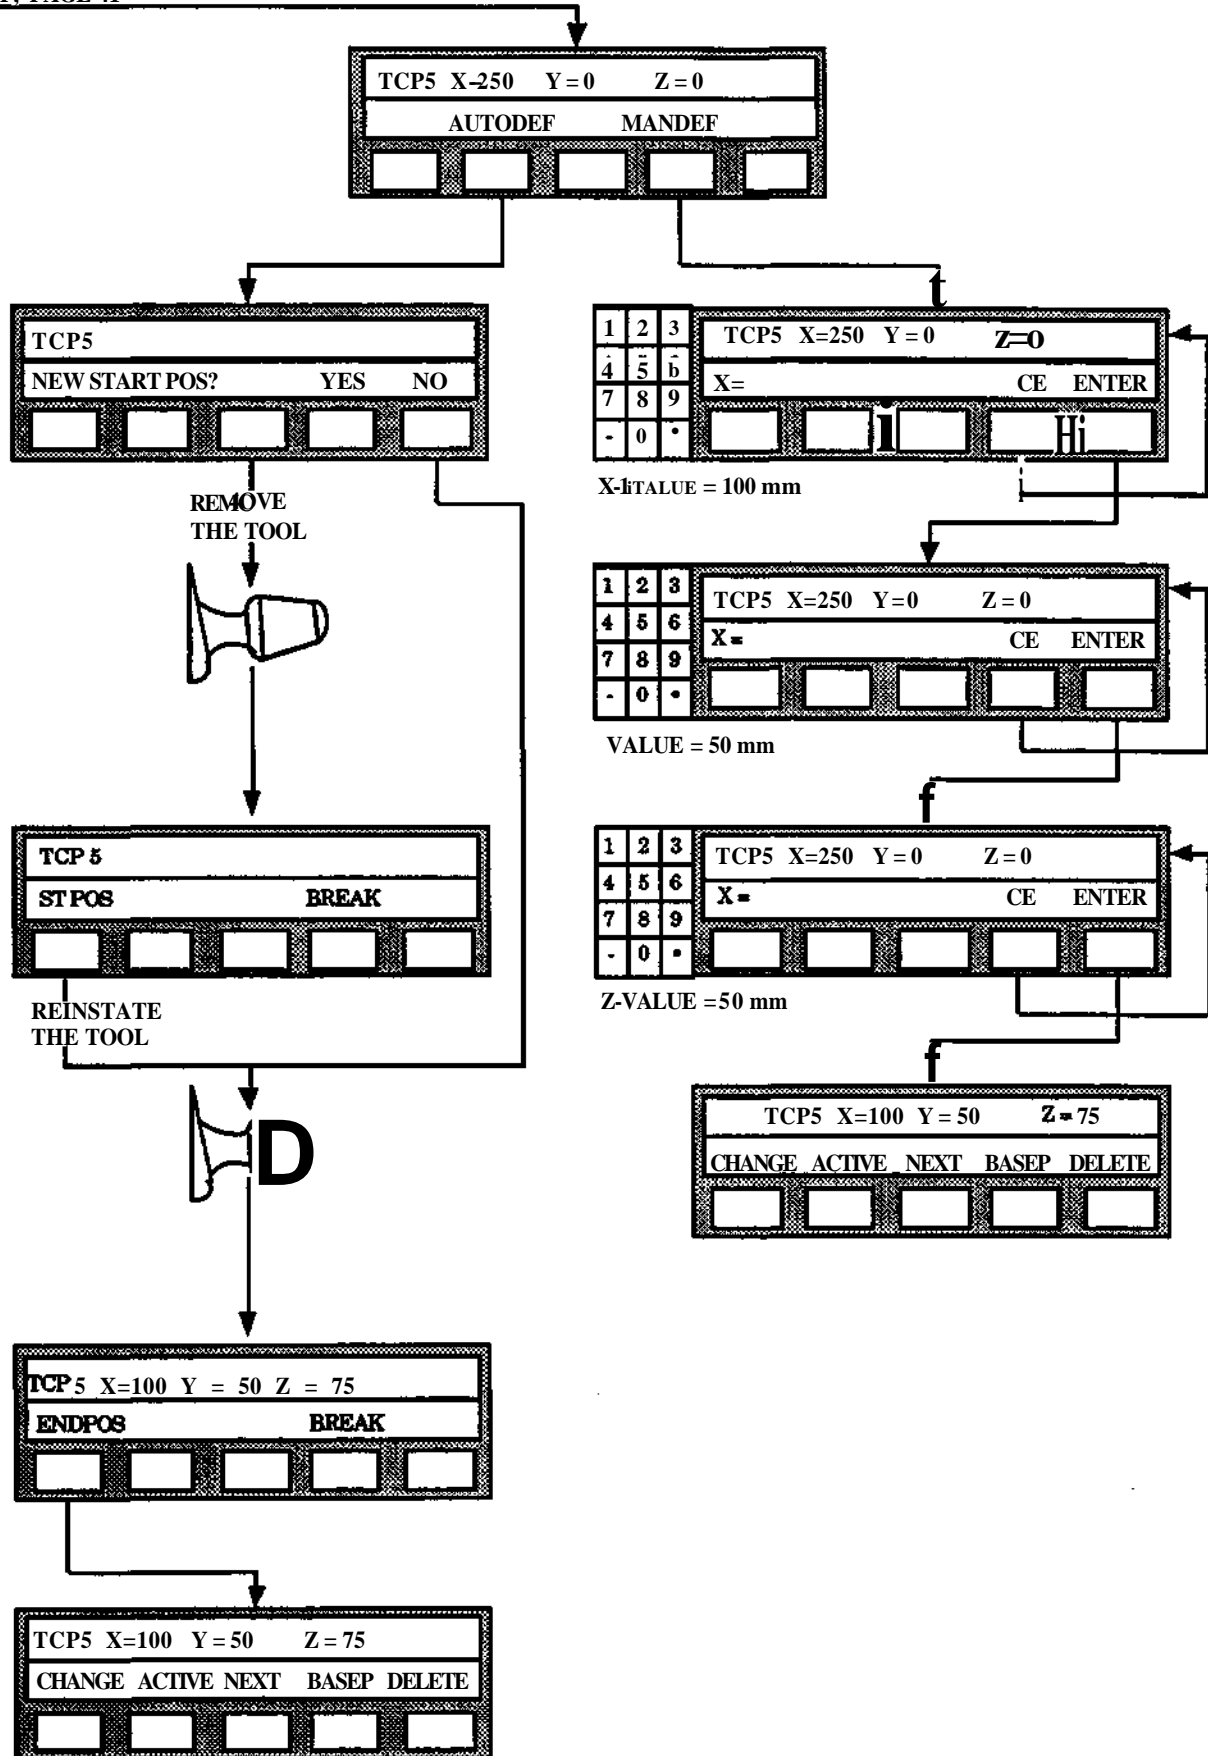 TCP5 X-250 Y = 0 Z = 0
AUTODEF MANDEF
TCP5
NEW START POS? YES NO
REMOVE
THE TOOL
TCP 5
ST POS BREAK
REINSTATE
THE TOOL
D
TCP 5 X=100 Y = 50 Z = 75
ENDPOS BREAK
TCP5 X=100 Y = 50 Z = 75
CHANGE ACTIVE NEXT BASEP DELETE
t
1 2 3
4 5 b
7 8 9
- 0 •
TCP5 X=250 Y = 0 Z=0
X= CE ENTER
i Hi
X-1iTALUE = 100 mm
1 2 3
4 5 6
7 8 9
- 0 •
TCP5 X=250 Y=0 Z = 0
X= CE ENTER
VALUE = 50 mm
f
1 2 3
4 5 6
7 8 9
- 0 •
TCP5 X=250 Y = 0 Z = 0
X = CE ENTER
Z-VALUE =50 mm
f
TCP5 X=100 Y = 50 Z = 75
CHANGE ACTIVE NEXT BASEP DELETE